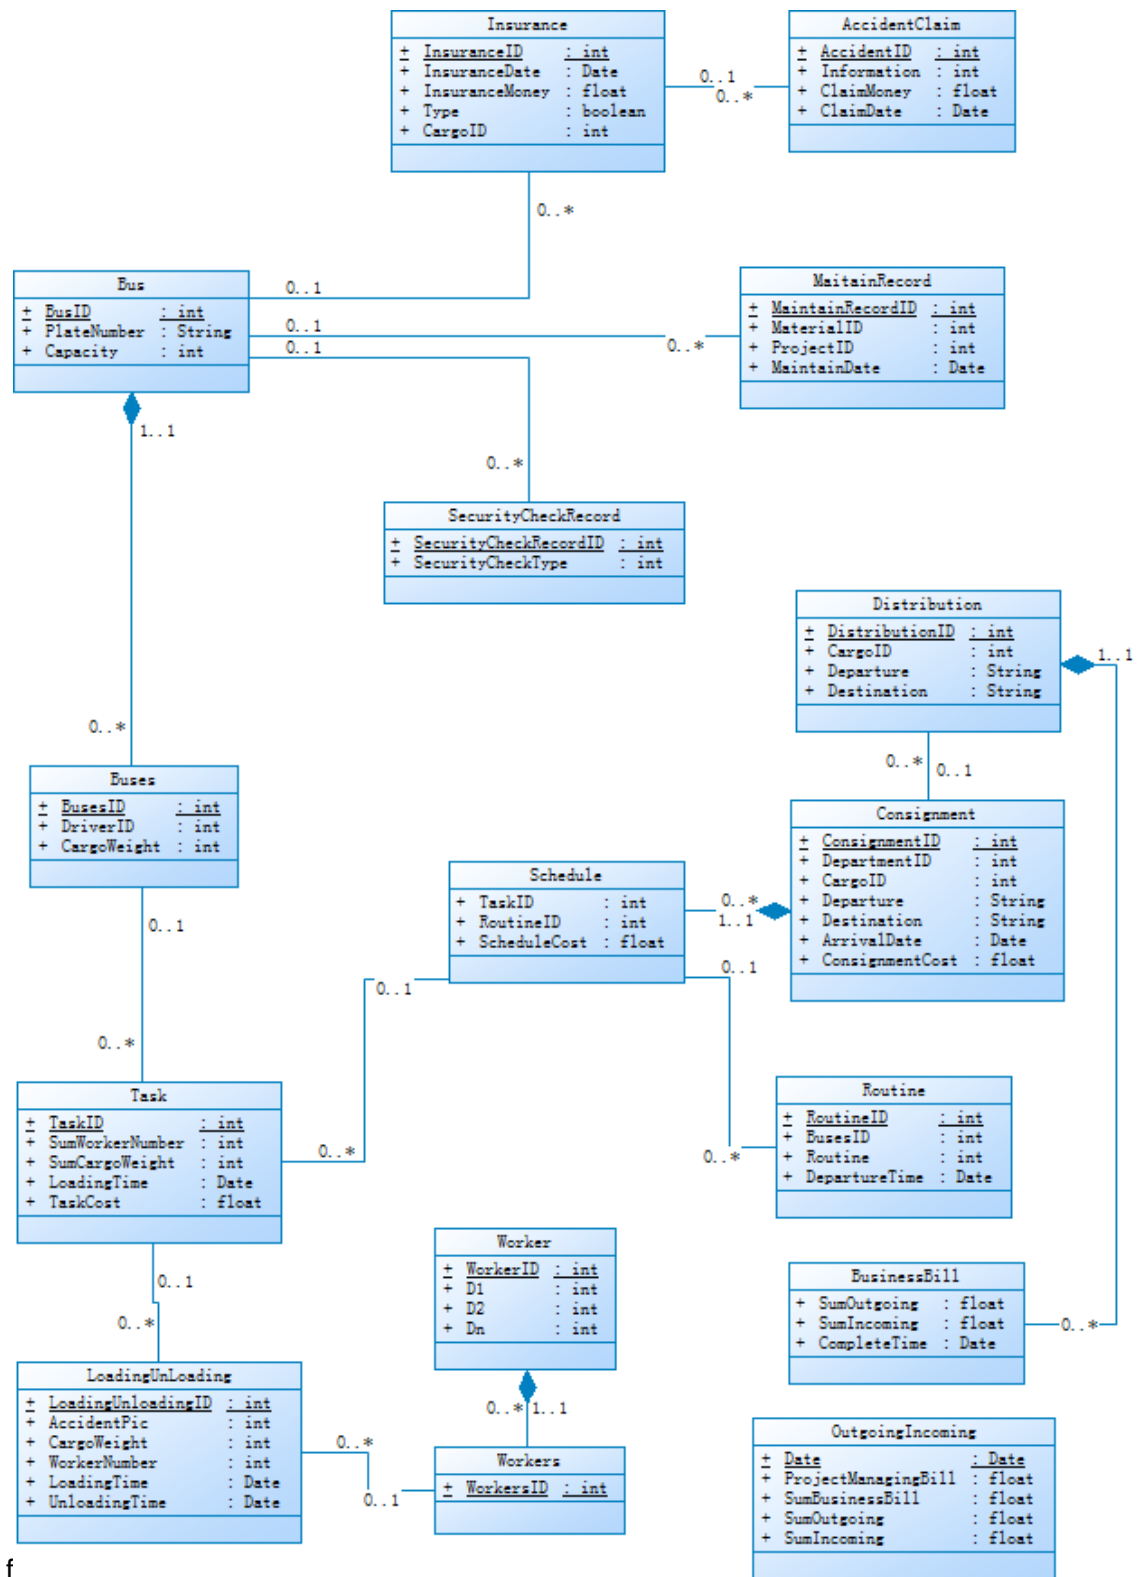 Insurance
+ InsuranceID : int
+ InsuranceDate : Date
+ InsuranceMoney : float
+ Type : boolean
+ CargoID : int
AccidentClaim
+ AccidentID : int
+ Information : int
+ ClaimMoney : float
+ ClaimDate : Date
0..1
0..*
0..*
Bus
+ BusID : int
+ PlateNumber : String
+ Capacity : int
0..1
0..1
0..1
0..*
MaitainRecord
+ MaintainRecordID : int
+ MaterialID : int
+ ProjectID : int
+ MaintainDate : Date
1..1
0..*
SecurityCheckRecord
+ SecurityCheckRecordID : int
+ SecurityCheckType : int
Distribution
+ DistributionID : int
+ CargoID : int
+ Departure : String
+ Destination : String
1..1
0..*
Buses
+ BusesID : int
+ DriverID : int
+ CargoWeight : int
0..*
0..1
Consignment
+ ConsignmentID : int
+ DepartmentID : int
+ CargoID : int
+ Departure : String
+ Destination : String
+ ArrivalDate : Date
+ ConsignmentCost : float
Schedule
+ TaskID : int
+ RoutineID : int
+ ScheduleCost : float
0..*
1..1
0..1
0..1
0..1
0..*
Task
+ TaskID : int
+ SumWorkerNumber : int
+ SumCargoWeight : int
+ LoadingTime : Date
+ TaskCost : float
0..*
0..*
Routine
+ RoutineID : int
+ BusesID : int
+ Routine : int
+ DepartureTime : Date
0..1
0..*
Worker
+ WorkerID : int
+ D1 : int
+ D2 : int
+ Dn : int
BusinessBill
+ SumOutgoing : float
+ SumIncoming : float
+ CompleteTime : Date
0..*
LoadingUnLoading
+ LoadingUnloadingID : int
+ AccidentPic : int
+ CargoWeight : int
+ WorkerNumber : int
+ LoadingTime : Date
+ UnloadingTime : Date
0..*
1..1
0..*
0..1
Workers
+ WorkersID : int
OutgoingIncoming
+ Date : Date
+ ProjectManagingBill : float
+ SumBusinessBill : float
+ SumOutgoing : float
+ SumIncoming : float
f